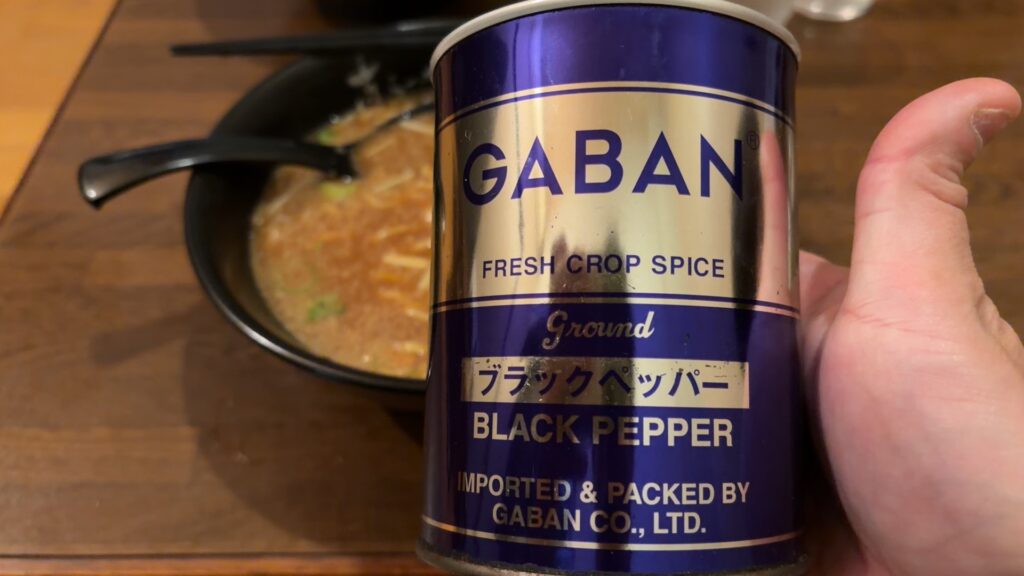 GABAN®
FRESH CROP SPICE
Ground
ブラックペッパー
BLACK PEPPER
IMPORTED & PACKED BY
GABAN CO., LTD.